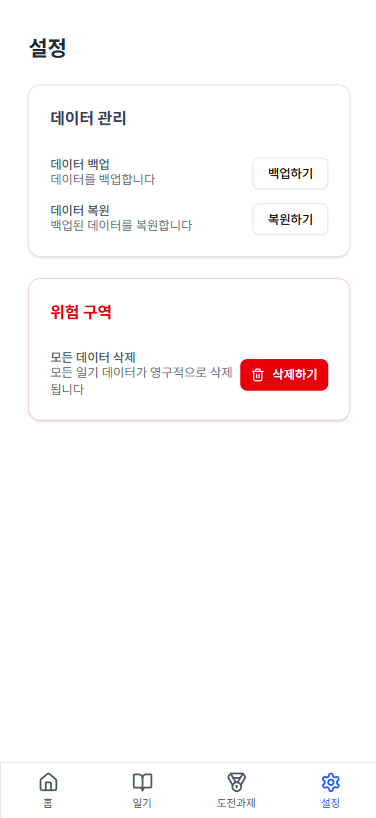 설정
데이터 관리
데이터 백업
데이터를 백업합니다
백업하기
데이터 복원
백업된 데이터를 복원합니다
복원하기
위험 구역
모든 데이터 삭제
모든 일기 데이터가 영구적으로 삭제
됩니다
삭제하기
홈
일기
도전과제
설정